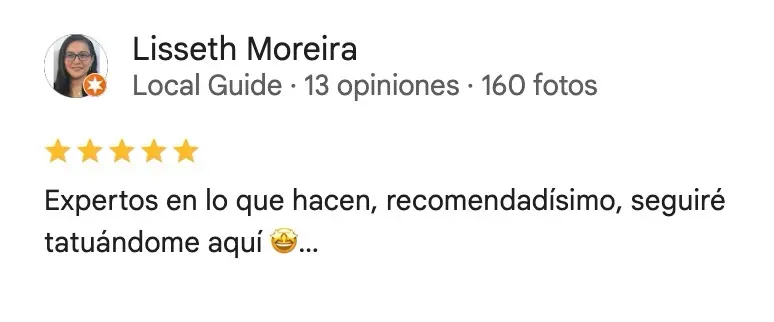 Lisseth Moreira
Local Guide · 13 opiniones · 160 fotos
Expertos en lo que hacen, recomendadísimo, seguiré
tatuándome aquí 🤩...